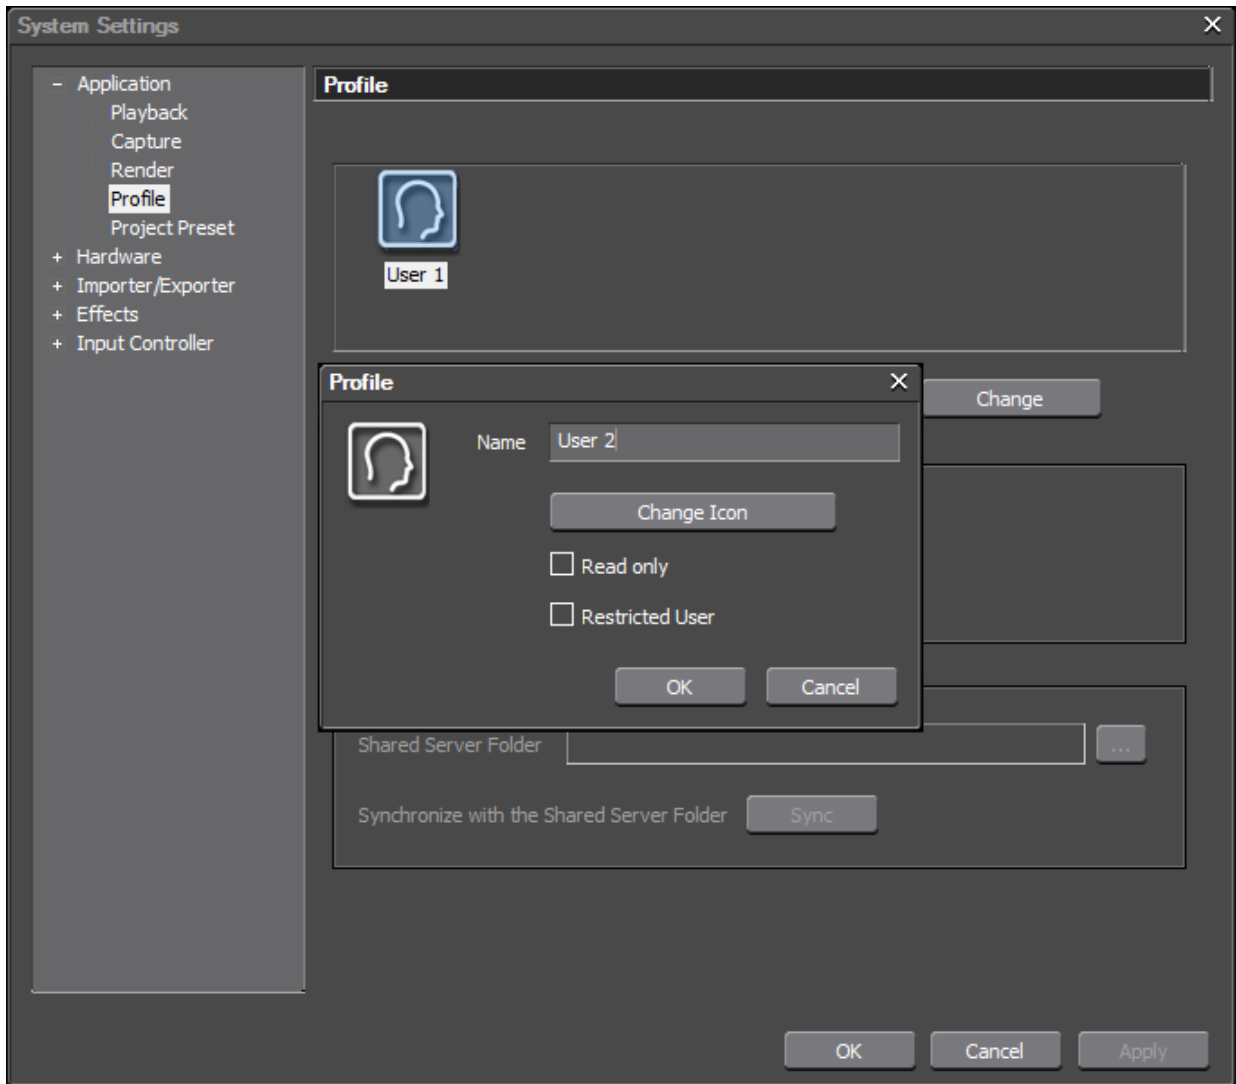 System Settings
Application
Playback
Capture
Render
Profile
Project Preset
Hardware
Importer/Exporter
Effects
Input Controller
Profile
User 1
Change
Profile
Name
User 2
Change Icon
Read only
Restricted User
OK
Cancel
Shared Server Folder
...
Synchronize with the Shared Server Folder
Sync
OK
Cancel
Apply